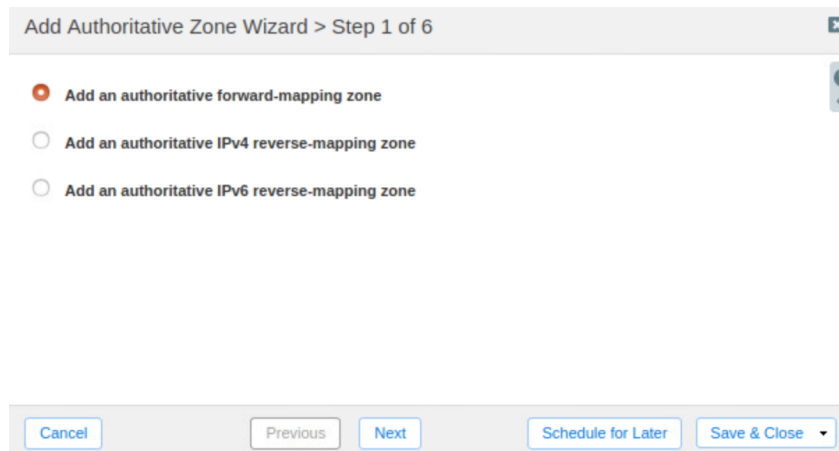 Add Authoritative Zone Wizard > Step 1 of 6
Add an authoritative forward-mapping zone
Add an authoritative IPv4 reverse-mapping zone
Add an authoritative IPv6 reverse-mapping zone
Cancel Previous Next Schedule for Later Save & Close